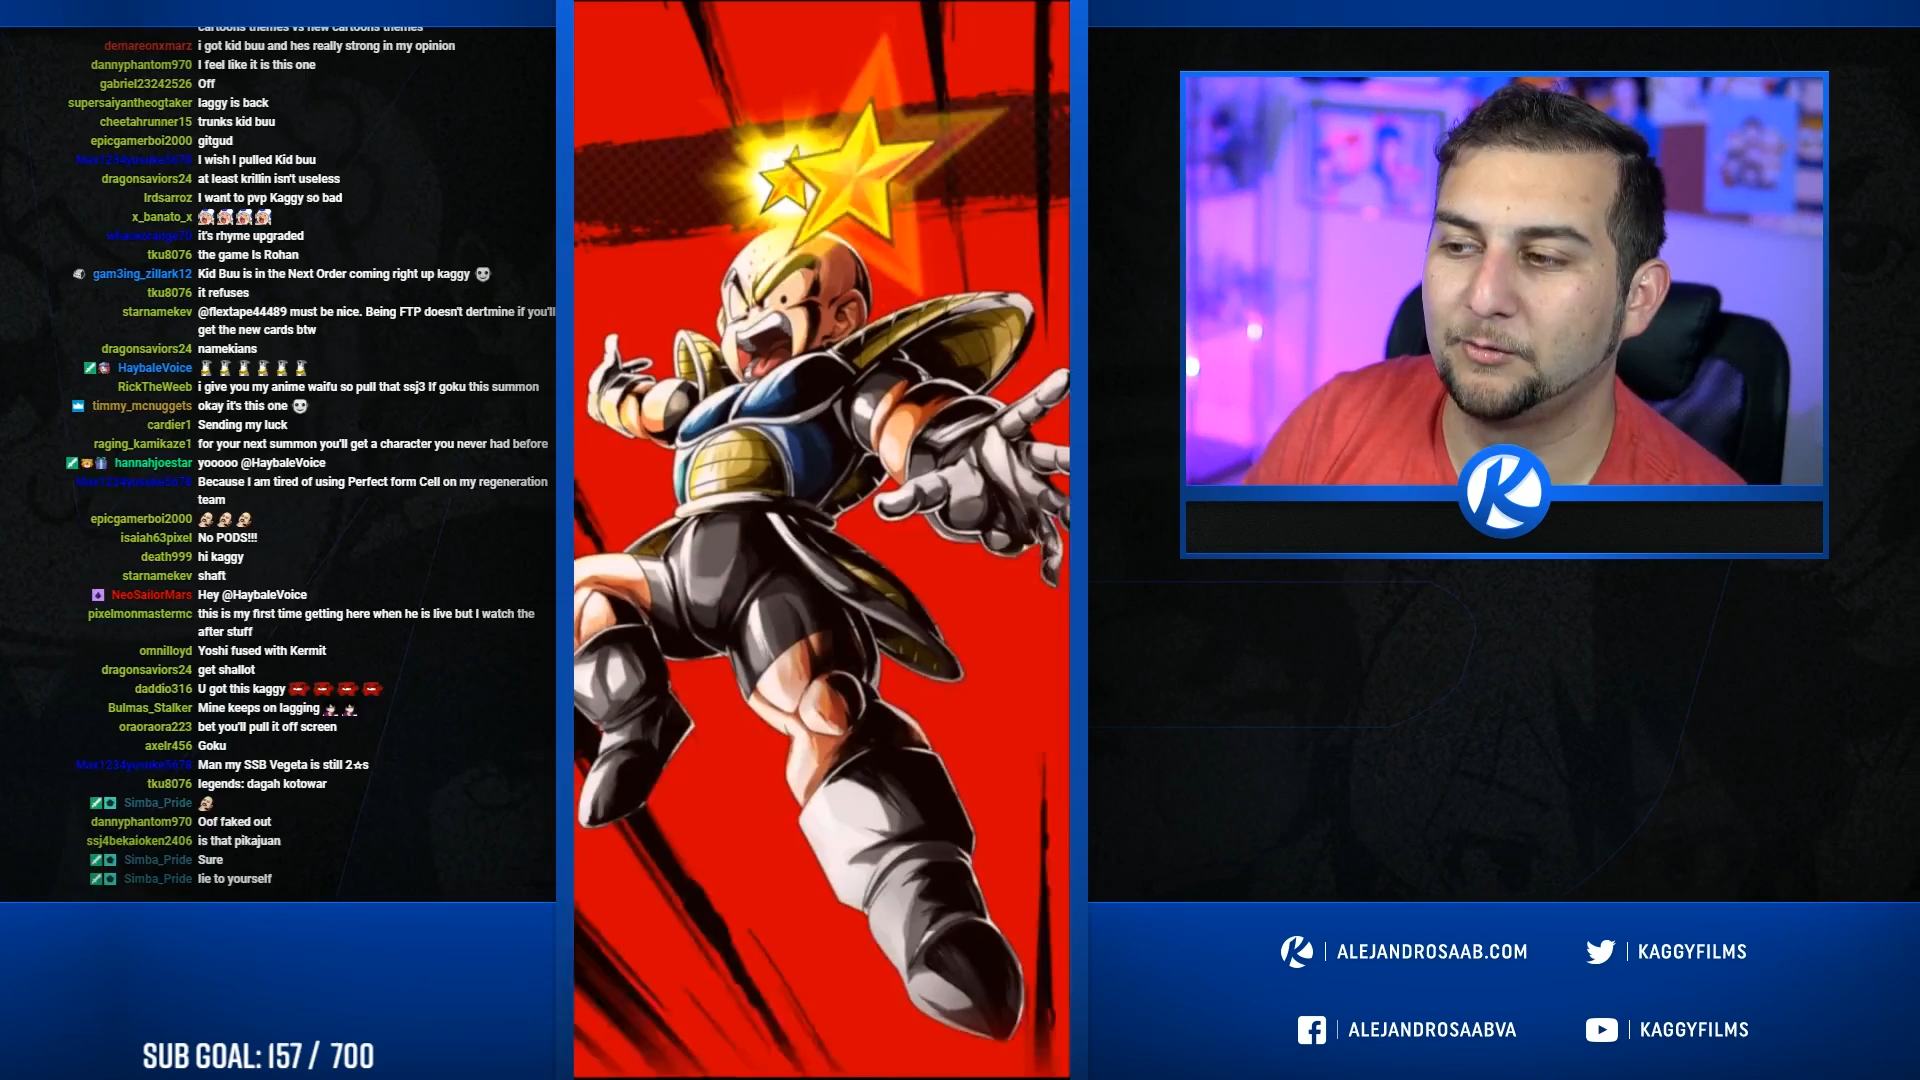 cartoons themes vs new cartoons themes
demareonxmarz i got kid buu and hes really strong in my opinion
dannyphantom970 I feel like it is this one
gabriel23242526 Off
supersaiyantheogtaker laggy is back
cheetahrunner15 trunks kid buu
epicgamerboi2000 gitgud
Max1234yusuke5678 I wish I pulled Kid buu
dragonsaviors24 at least krillin isn't useless
lrdsarroz I want to pvp Kaggy so bad
x_banato_x
it's rhyme upgraded
tku8076 the game Is Rohan
gam3ing_zillark12 Kid Buu is in the Next Order coming right up kaggy
tku8076 it refuses
starnamekev @flextape44489 must be nice. Being FTP doesn't dertmine if you'll
get the new cards btw
dragonsaviors24 namekians
HaybaleVoice
RickTheWeeb i give you my anime waifu so pull that ssj3 If goku this summon
timmy_mcnuggets okay it's this one
cardier1 Sending my luck
raging_kamikaze1 for your next summon you'll get a character you never had before
hannahjoestar yooooo @HaybaleVoice
Max1234yusuke5678 Because I am tired of using Perfect form Cell on my regeneration
team
epicgamerboi2000
isaiah63pixel No PODS!!!
death999 hi kaggy
starnamekev shaft
NeoSailorMars Hey @HaybaleVoice
pixelmonmastermc this is my first time getting here when he is live but I watch the
after stuff
omnilloyd Yoshi fused with Kermit
dragonsaviors24 get shallot
daddio316 U got this kaggy
Bulmas_Stalker Mine keeps on lagging
oraoraora223 bet you'll pull it off screen
axelr456 Goku
Max1234yusuke5678 Man my SSB Vegeta is still 2☆s
tku8076 legends: dagah kotowar
Simba_Pride
dannyphantom970 Oof faked out
ssj4bekaioken2406 is that pikajuan
Simba_Pride Sure
Simba_Pride lie to yourself
SUB GOAL: 157 / 700
K
K | ALEJANDROSAAB.COM
| KAGGYFILMS
| ALEJANDROSAABVA
| KAGGYFILMS